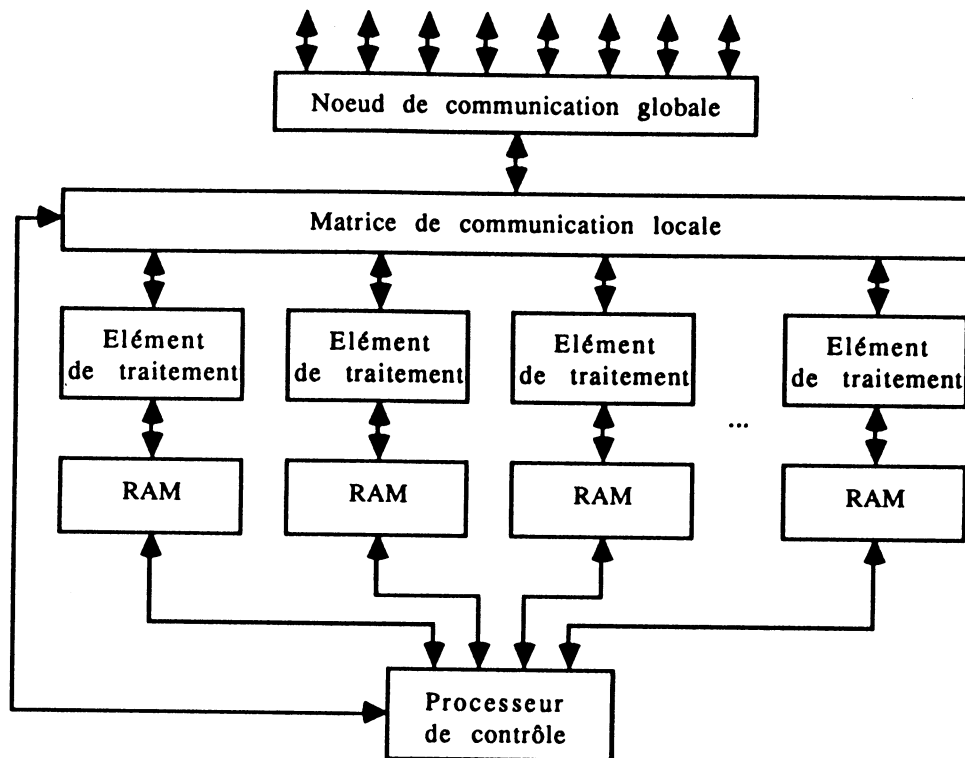 Noeud de communication globale
Matrice de communication locale
Elément
de traitement
Elément
de traitement
Elément
de traitement
Elément
de traitement
...
RAM
RAM
RAM
RAM
Processeur
de contrôle